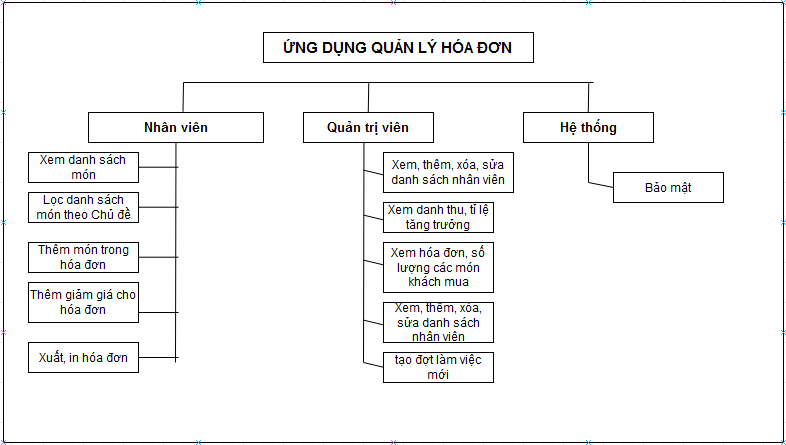 ỨNG DỤNG QUẢN LÝ HÓA ĐƠN
Nhân viên
Quản trị viên
Hệ thống
Xem danh sách
món
Lọc danh sách
món theo Chủ đề
Thêm món trong
hóa đơn
Thêm giảm giá cho
hóa đơn
Xuất, in hóa đơn
Xem, thêm, xóa, sửa
danh sách nhân viên
Xem danh thu, tỉ lệ
tăng trưởng
Xem hóa đơn, số
lượng các món
khách mua
Xem, thêm, xóa,
sửa danh sách
nhân viên
tạo đợt làm việc
mới
Bảo mật